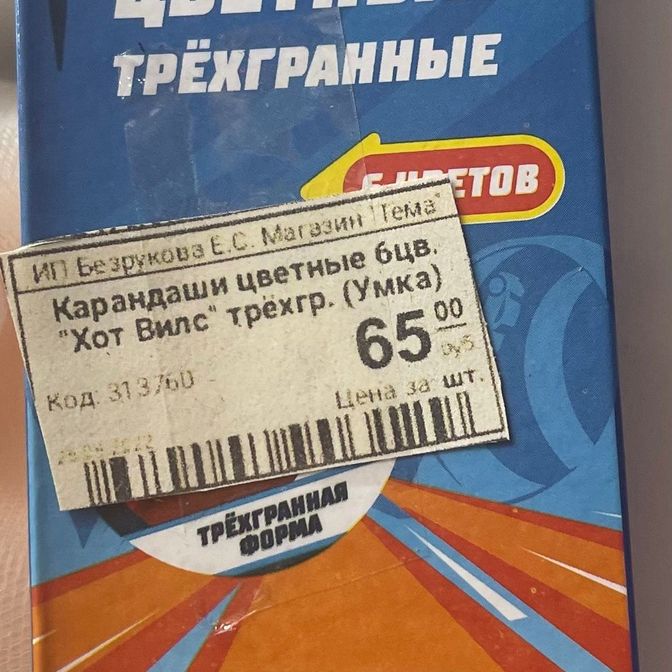 ТРЁХГРАННЫЕ
6 ЦВЕТОВ
ИП Безрукова Е.С. Магазин "Тема"
Карандаши цветные 6цв.
"Хот Вилс" трёхгр. (Умка)
65 00
руб
Код: 313760
Цена за: шт.
ТРЁХГРАННАЯ
ФОРМА